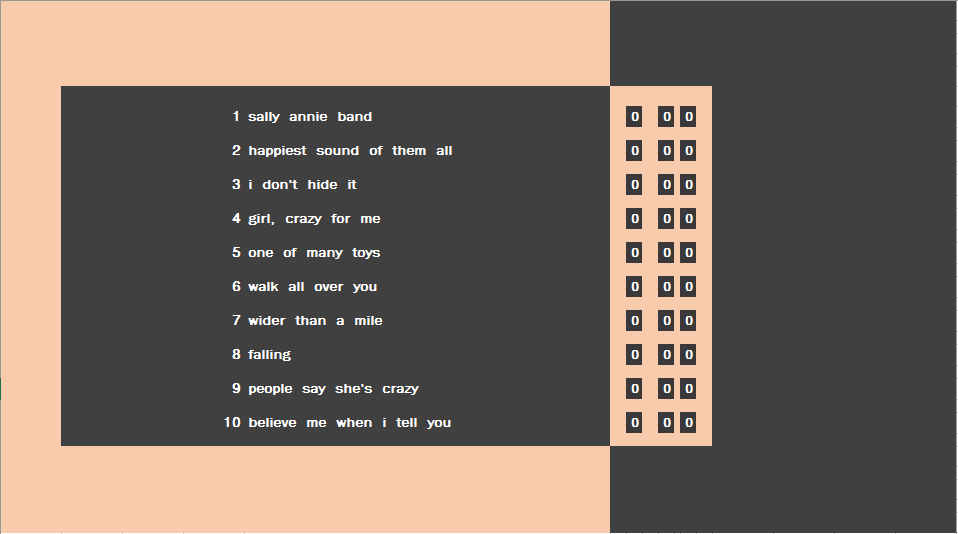 1 sally annie band 0 0 0
2 happiest sound of them all 0 0 0
3 i don't hide it 0 0 0
4 girl, crazy for me 0 0 0
5 one of many toys 0 0 0
6 walk all over you 0 0 0
7 wider than a mile 0 0 0
8 falling 0 0 0
9 people say she's crazy 0 0 0
10 believe me when i tell you 0 0 0